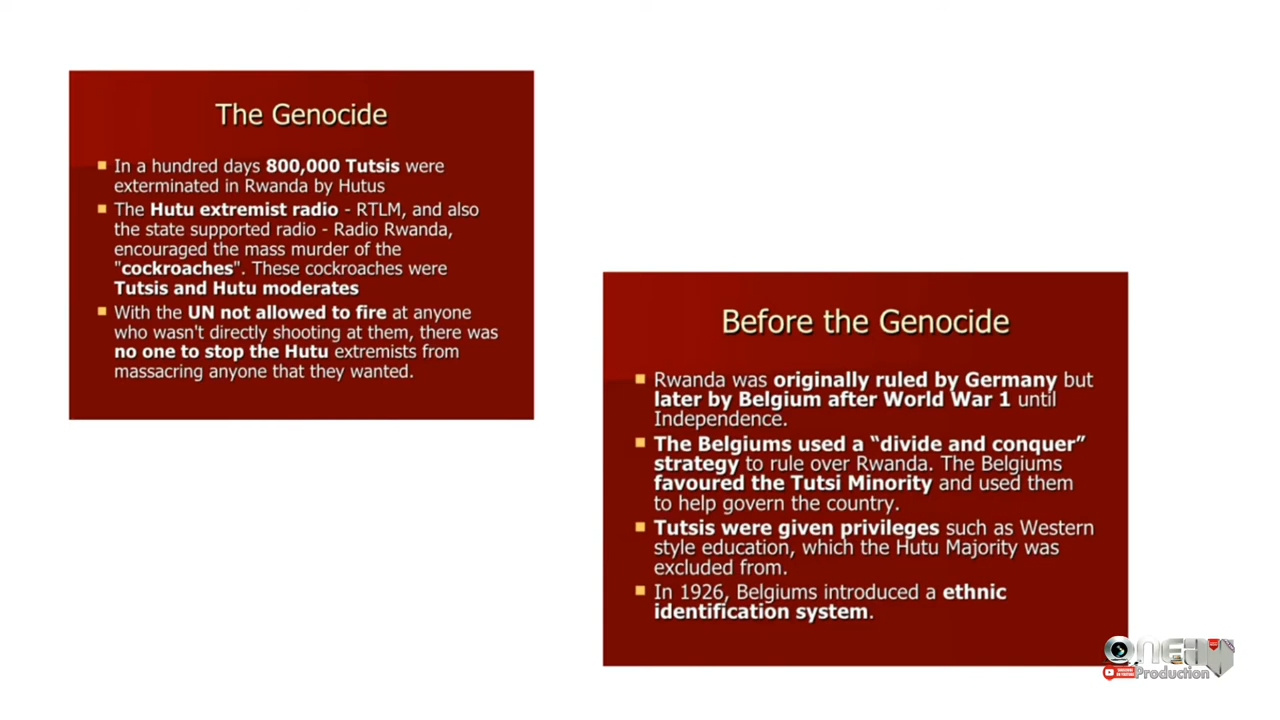 The Genocide
In a hundred days 800,000 Tutsis were
exterminated in Rwanda by Hutus
The Hutu extremist radio - RTLM, and also
the state supported radio - Radio Rwanda,
encouraged the mass murder of the
"cockroaches". These cockroaches were
Tutsis and Hutu moderates
With the UN not allowed to fire at anyone
who wasn't directly shooting at them, there was
no one to stop the Hutu extremists from
massacring anyone that they wanted.
Before the Genocide
Rwanda was originally ruled by Germany but
later by Belgium after World War 1 until
Independence.
The Belgiums used a “divide and conquer”
strategy to rule over Rwanda. The Belgiums
favoured the Tutsi Minority and used them
to help govern the country.
Tutsis were given privileges such as Western
style education, which the Hutu Majority was
excluded from.
In 1926, Belgiums introduced a ethnic
identification system.
Production